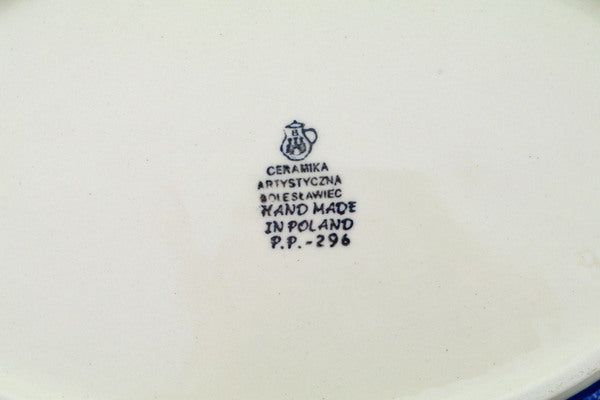 CERAMIKA
ARTYSTYCZNA
BOLESŁAWIEC
HAND MADE
IN POLAND
P.P.-296